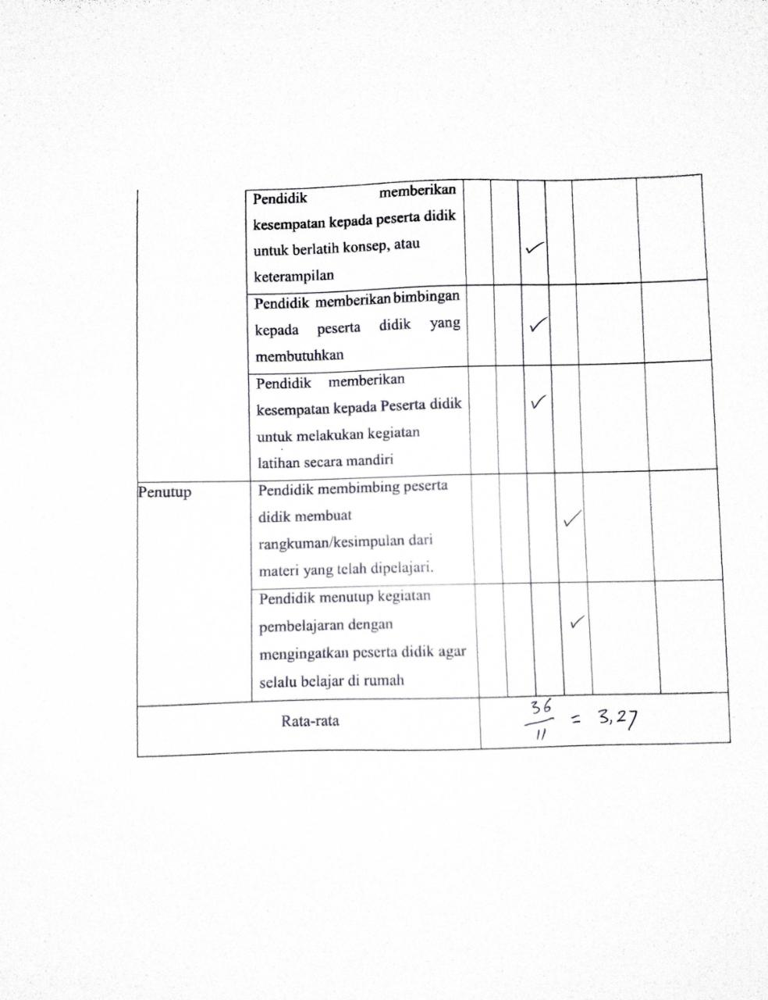 Pendidik memberikan
kesempatan kepada peserta didik
untuk berlatih konsep, atau
keterampilan
✓
Pendidik memberikan bimbingan
kepada peserta didik yang
membutuhkan
✓
Pendidik memberikan
kesempatan kepada Peserta didik
untuk melakukan kegiatan
latihan secara mandiri
✓
Penutup
Pendidik membimbing peserta
didik membuat
rangkuman/kesimpulan dari
materi yang telah dipelajari.
✓
Pendidik menutup kegiatan
pembelajaran dengan
mengingatkan peserta didik agar
selalu belajar di rumah
✓
Rata-rata
36/11 = 3,27